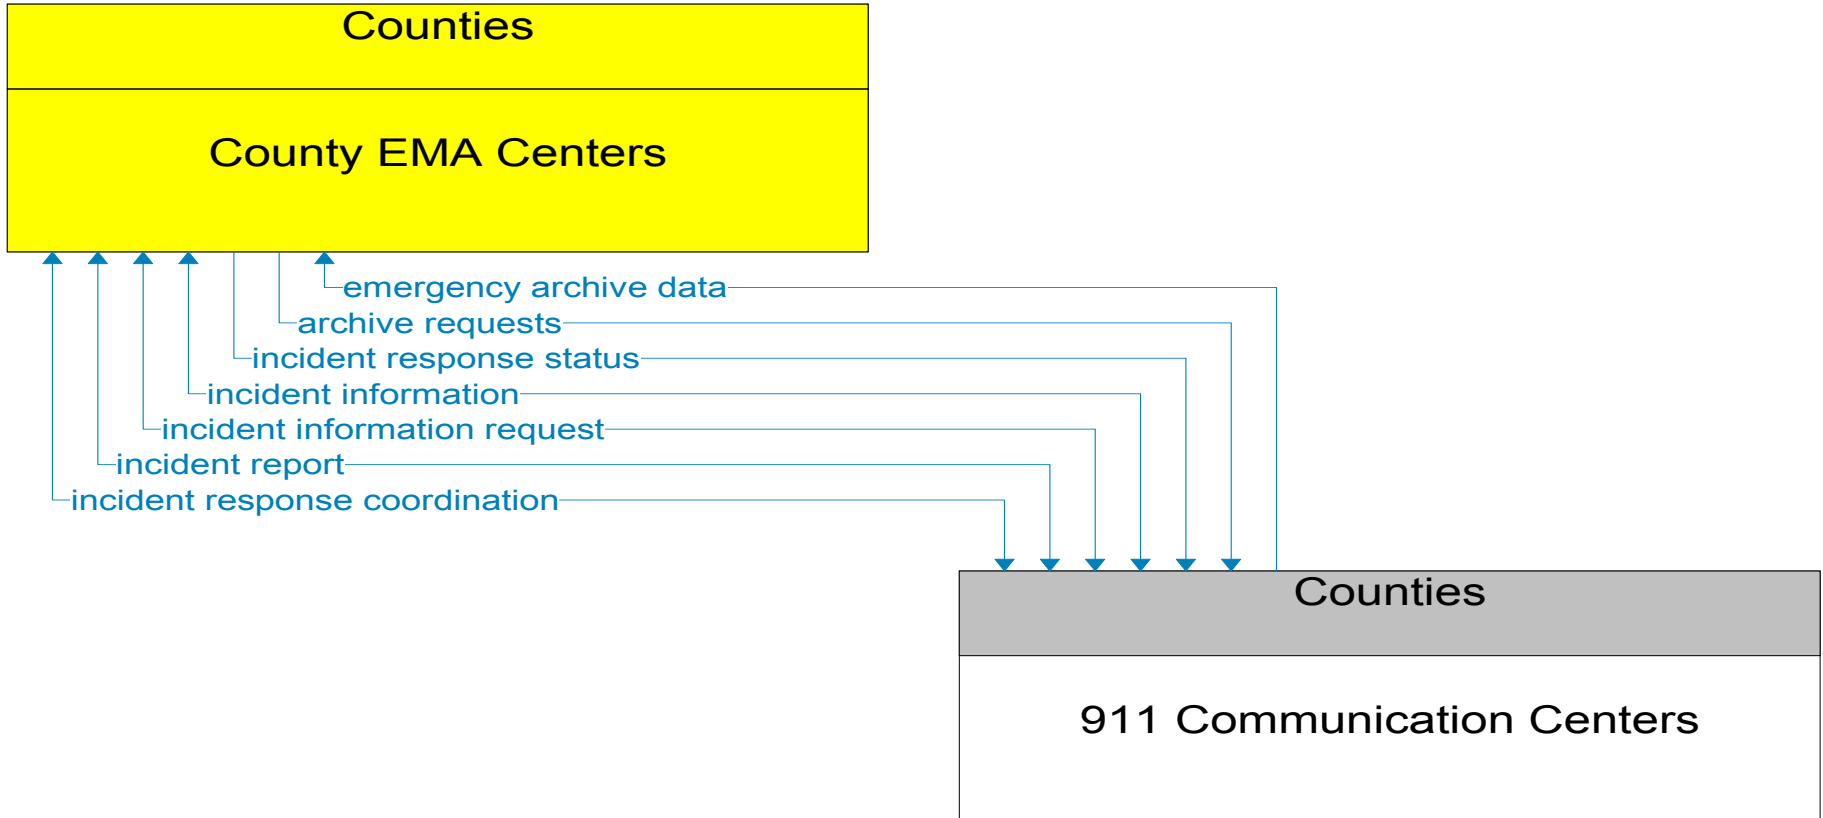 Counties
County EMA Centers
emergency archive data
archive requests
incident response status
incident information
incident information request
incident report
incident response coordination
Counties
911 Communication Centers